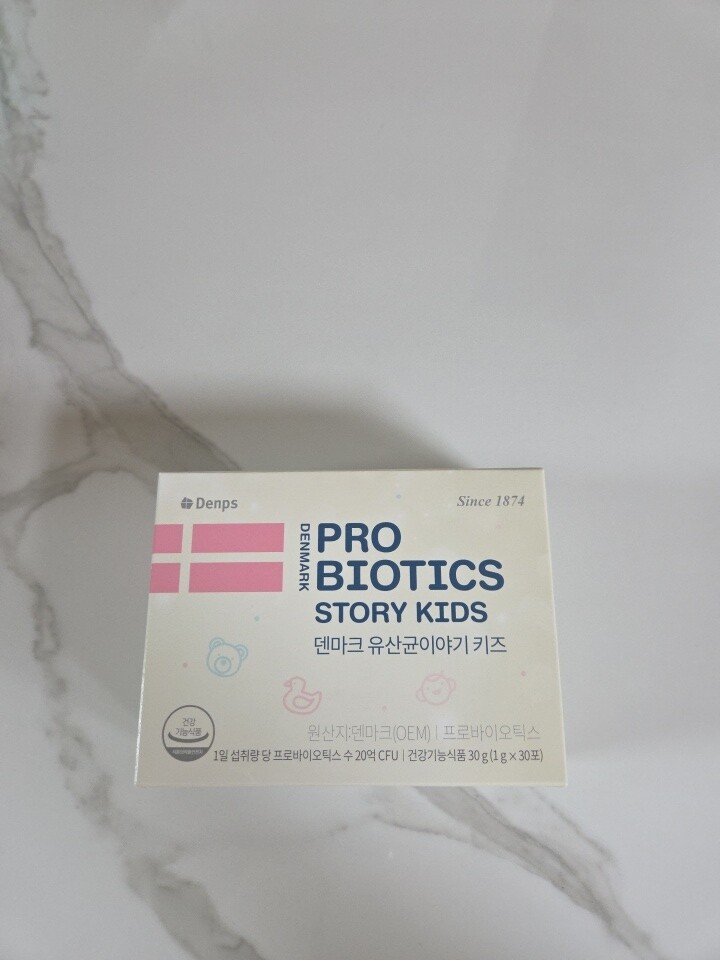 Denps
Since 1874
DENMARK
PRO
BIOTICS
STORY KIDS
덴마크 유산균이야기 키즈
건강
기능식품
원산지:덴마크(OEM) | 프로바이오틱스
1일 섭취량 당 프로바이오틱스 수 20억 CFU | 건강기능식품 30 g (1 g × 30포)